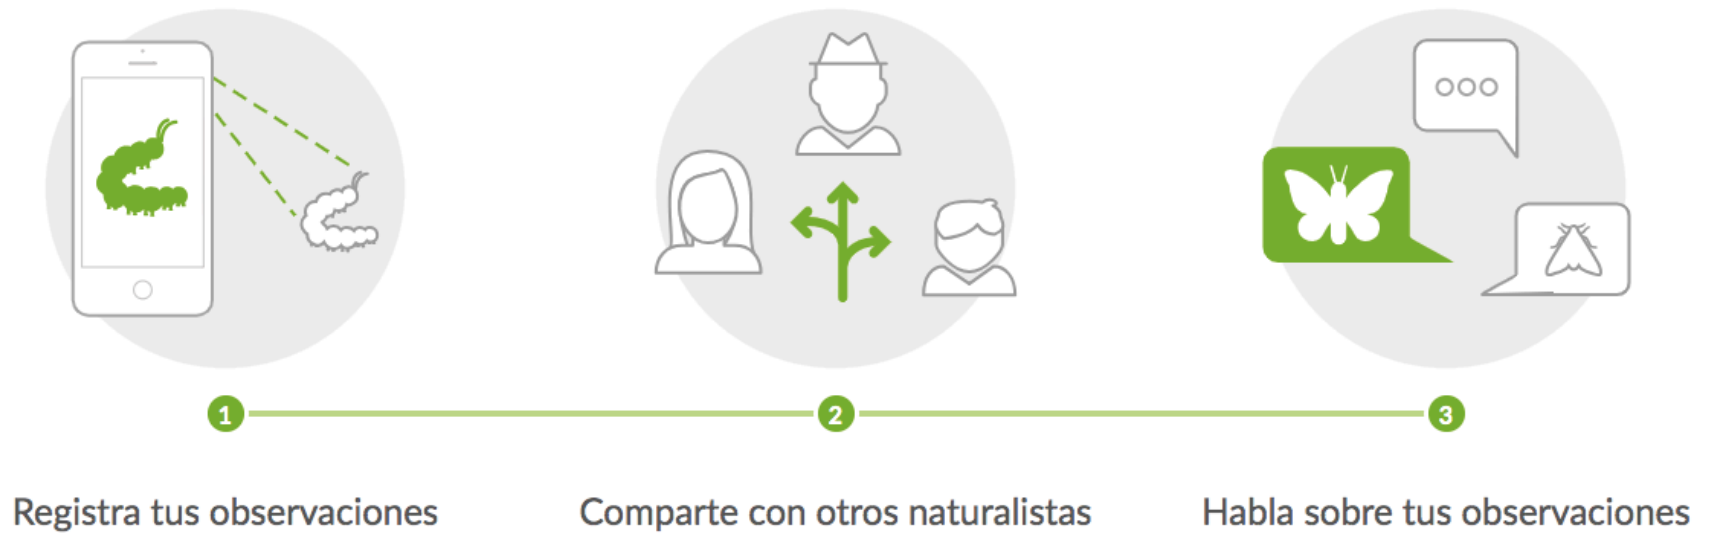 1
2
3
Registra tus observaciones
Comparte con otros naturalistas
Habla sobre tus observaciones